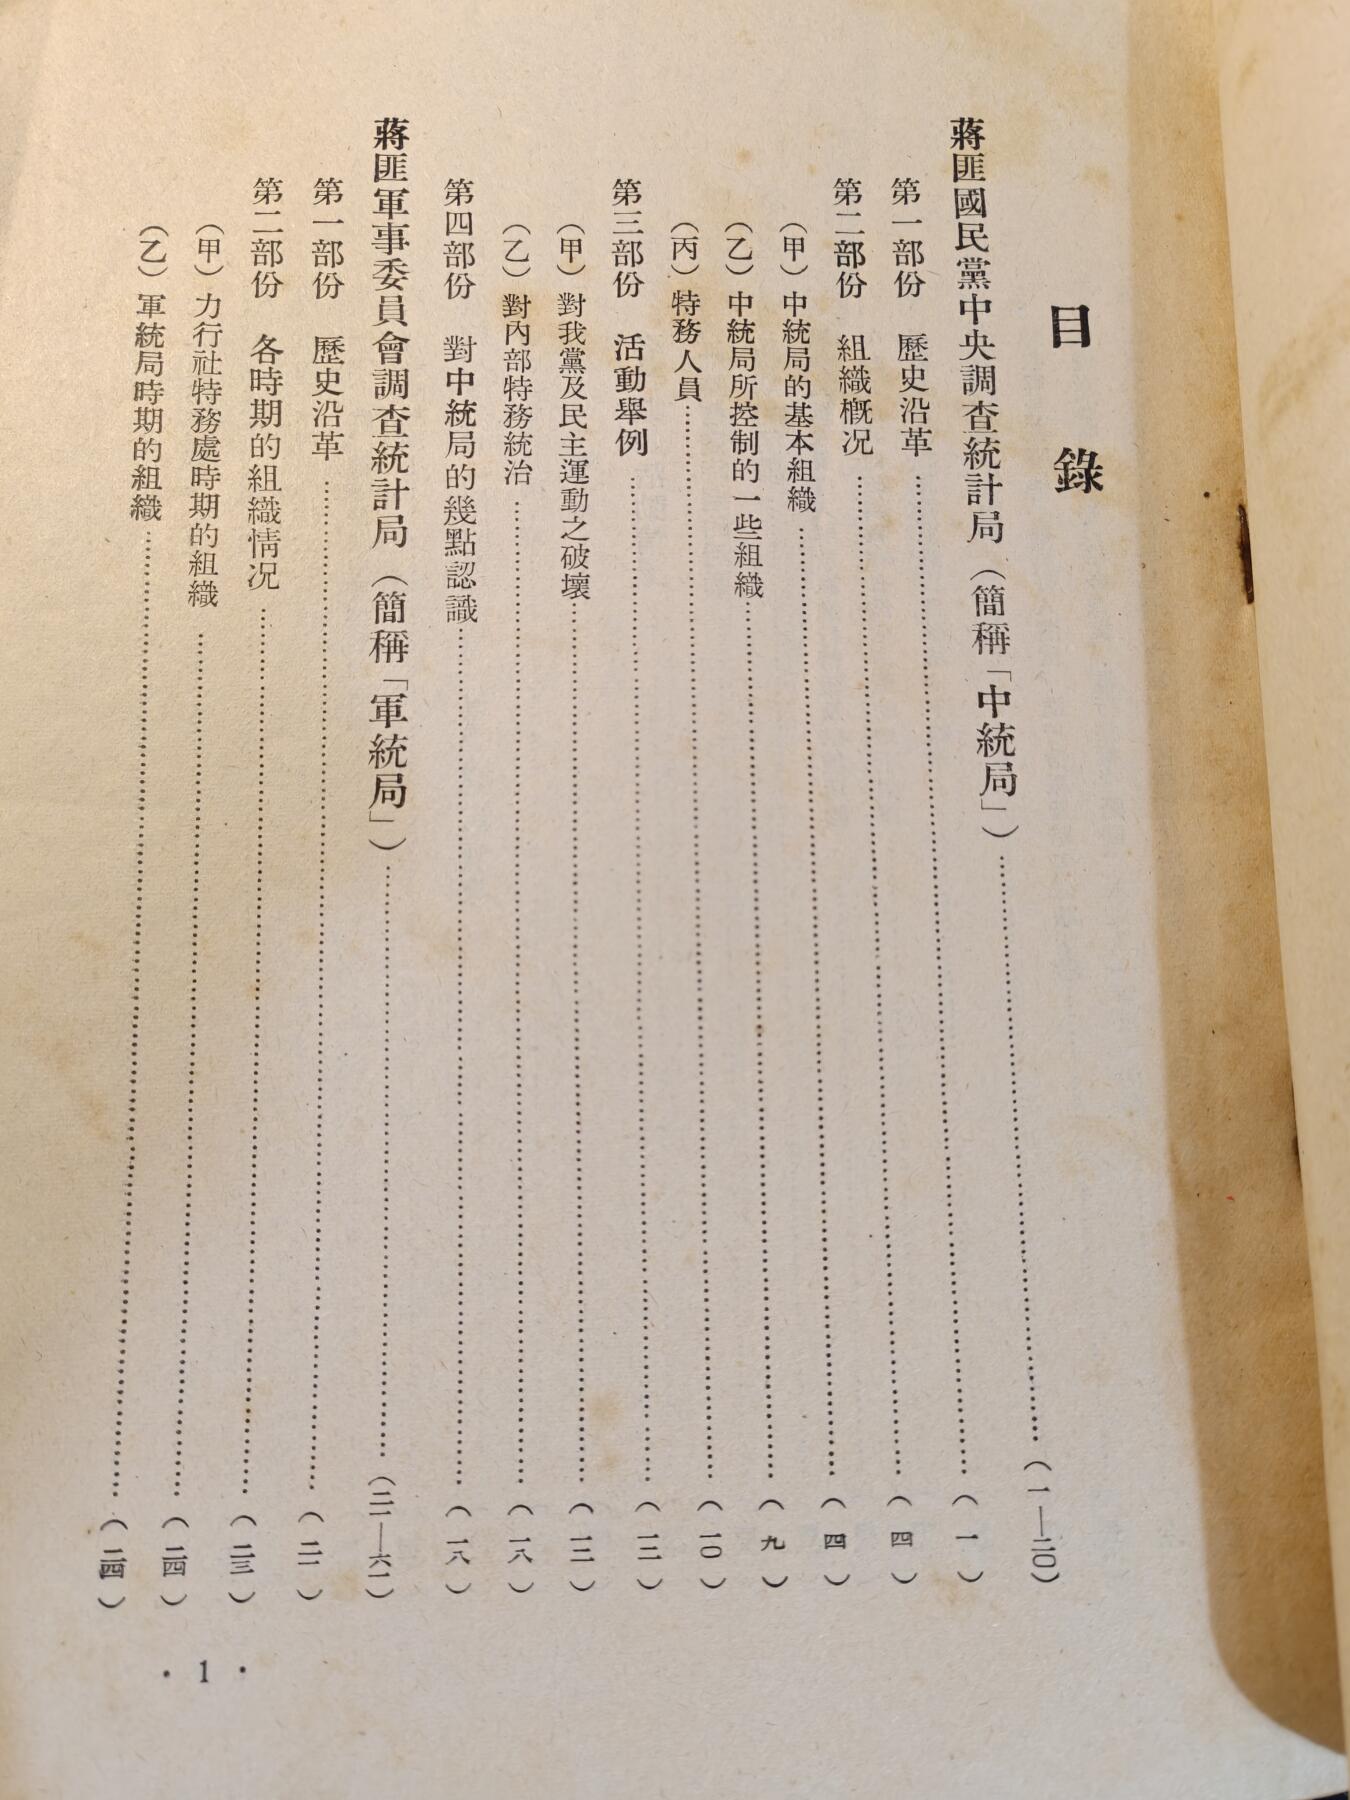 目錄
蔣匪國民黨中央調查統計局（簡稱「中統局」）……（一—二〇）
第一部份　歷史沿革……（一）
第二部份　組織槪況……（四）
（甲）中統局的基本組織……（四）
（乙）中統局所控制的一些組織……（九）
（丙）特務人員……（一〇）
第三部份　活動舉例……（一二）
（甲）對我黨及民主運動之破壞……（一二）
（乙）對內部特務統治……（一八）
第四部份　對中統局的幾點認識……（一八）
蔣匪軍事委員會調查統計局（簡稱「軍統局」）……（二一—六二）
第一部份　歷史沿革……（二一）
第二部份　各時期的組織情况……（二三）
（甲）力行社特務處時期的組織……（二四）
（乙）軍統局時期的組織……（二四）
· 1 ·